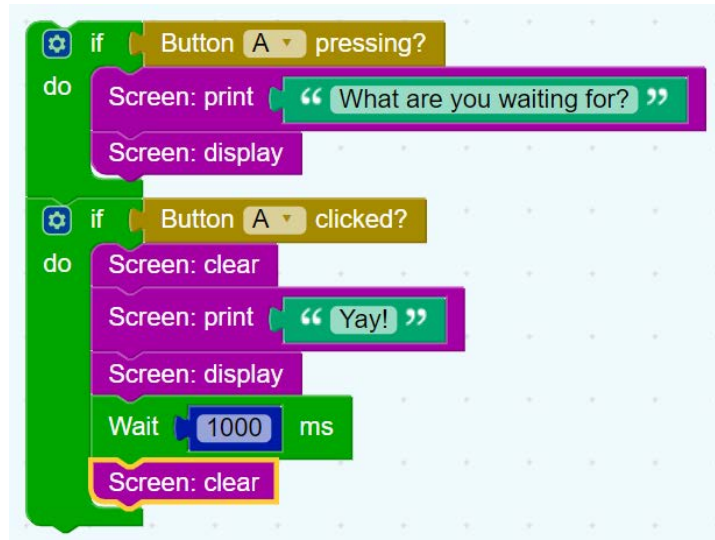 if Button A pressing?
do Screen: print “ What are you waiting for? ”
Screen: display
if Button A clicked?
do Screen: clear
Screen: print “ Yay! ”
Screen: display
Wait 1000 ms
Screen: clear